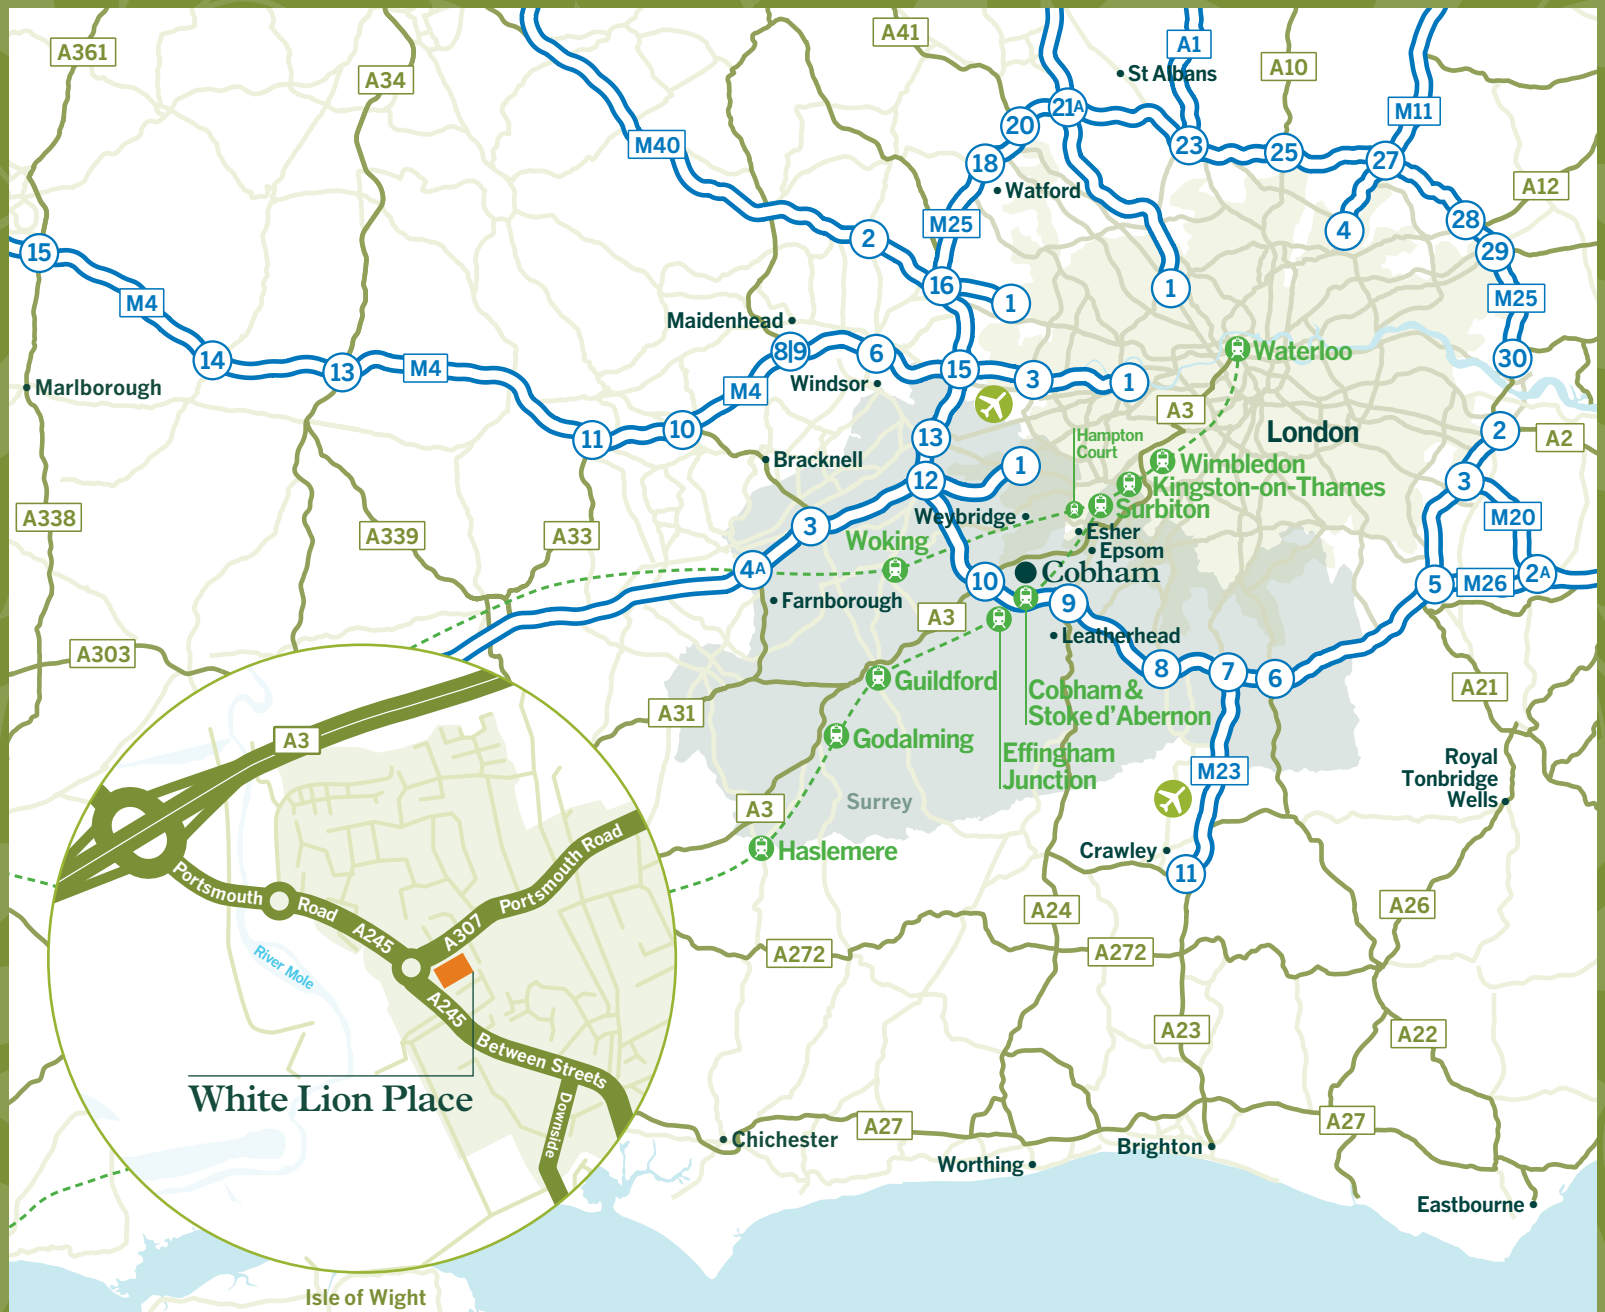 A361
A34
A41
A1
A10
St Albans
M11
M40
21A
20
23
25
27
18
Watford
A12
M25
4
28
2
29
15
16
1
1
M25
M4
Maidenhead
30
14
13
M4
8|9
6
15
3
1
Waterloo
Marlborough
M4
Windsor
A3
11
10
13
London
2
A2
Hampton
Court
Bracknell
12
1
Wimbledon
3
Kingston-on-Thames
A338
A339
A33
3
Weybridge
Surbiton
M20
Esher
Woking
Epsom
4A
Cobham
10
5
M26
2A
Farnborough
9
A3
Leatherhead
A303
8
7
6
Guildford
A21
Cobham &
Stoke d'Abernon
A31
Godalming
Effingham
Junction
M23
Royal
Tonbridge
Wells
A3
Surrey
A3
Haslemere
Crawley
11
Portsmouth Road
Portsmouth
Road
A245
A307
A24
A26
A272
A272
River Mole
A245
A23
A22
Between Streets
White Lion Place
Downside
Chichester
A27
A27
Brighton
Worthing
Eastbourne
Isle of Wight